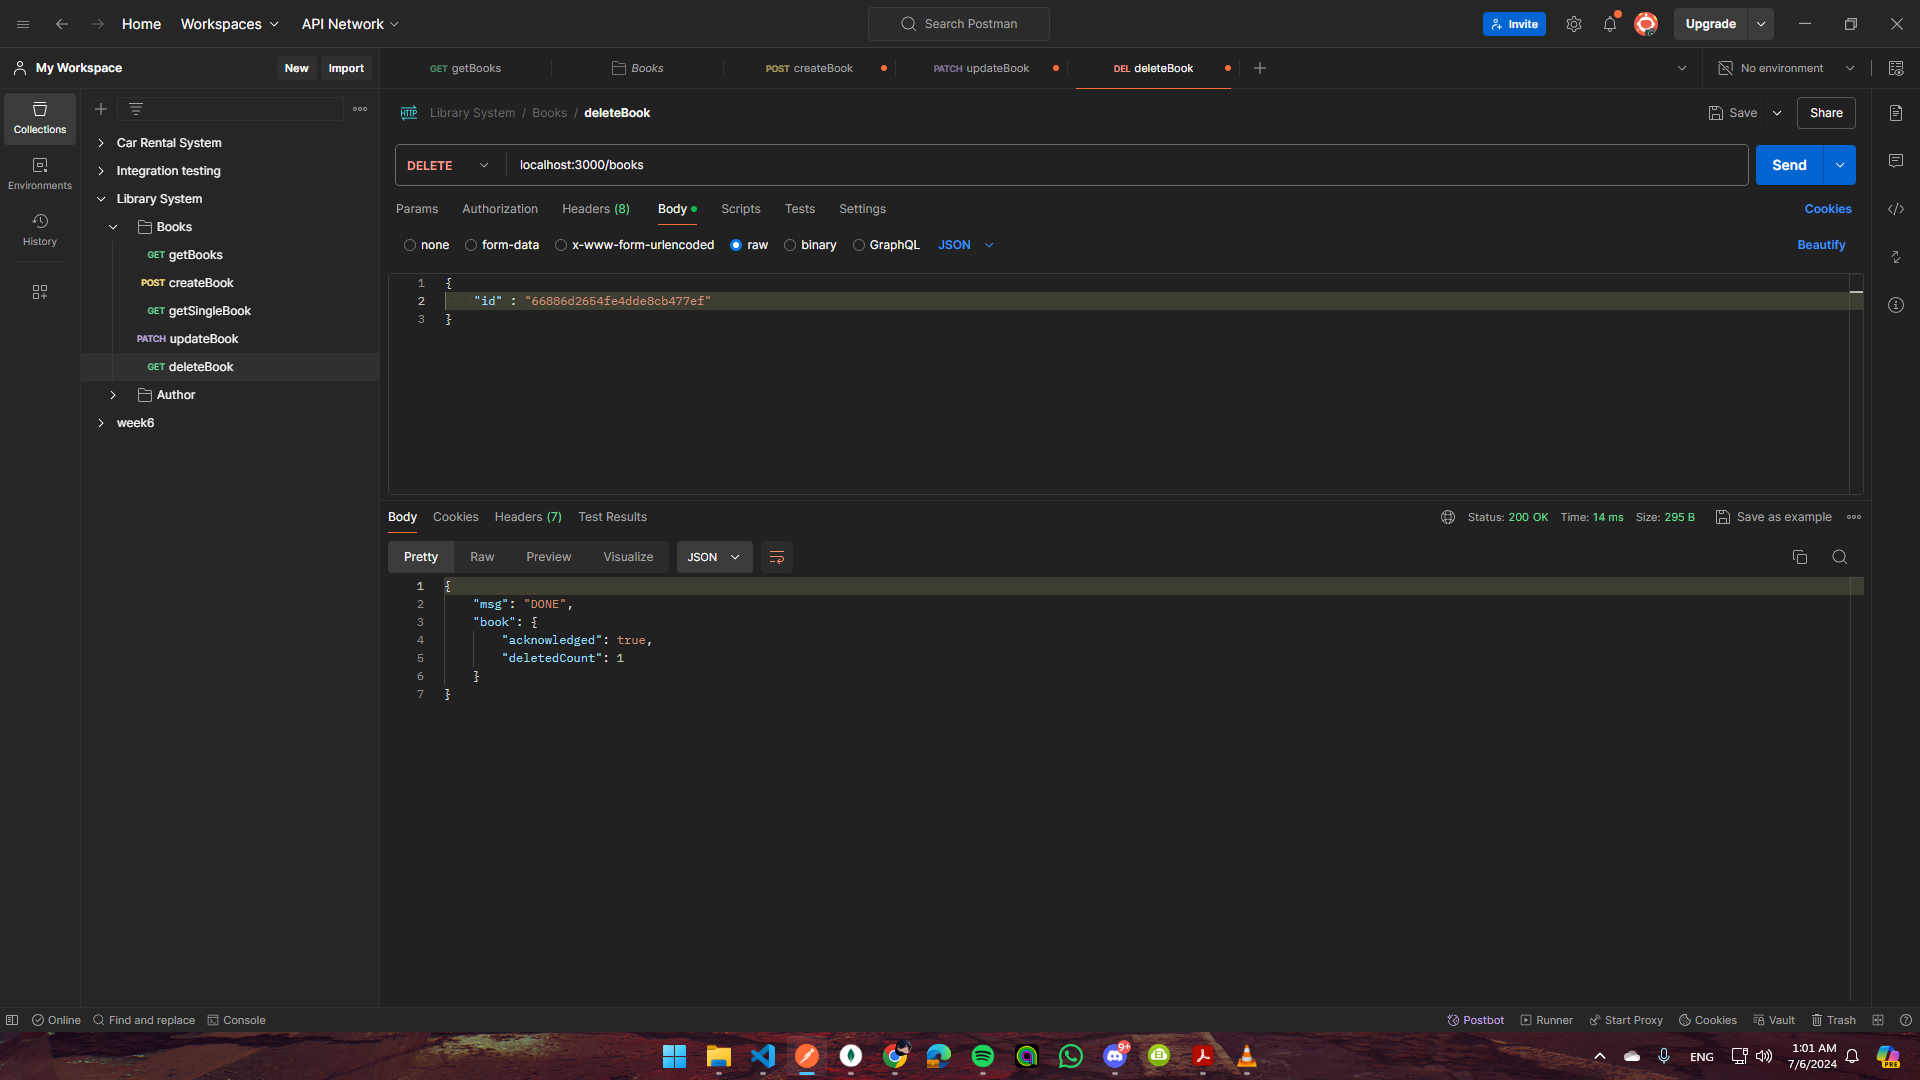 Home Workspaces API Network Search Postman Invite Upgrade
My Workspace New Import
GET getBooks Books POST createBook PATCH updateBook DEL deleteBook No environment
Collections
Environments
History
Car Rental System
Integration testing
Library System
Books
GET getBooks
POST createBook
GET getSingleBook
PATCH updateBook
GET deleteBook
Author
week6
HTTP Library System / Books / deleteBook Save Share
DELETE localhost:3000/books Send
Params Authorization Headers (8) Body Scripts Tests Settings Cookies
none form-data x-www-form-urlencoded raw binary GraphQL JSON Beautify
1 {
2 "id" : "66886d2654fe4dde8cb477ef"
3 }
Body Cookies Headers (7) Test Results Status: 200 OK Time: 14 ms Size: 295 B Save as example
Pretty Raw Preview Visualize JSON
1 {
2 "msg": "DONE",
3 "book": {
4 "acknowledged": true,
5 "deletedCount": 1
6 }
7 }
Online Find and replace Console Postbot Runner Start Proxy Cookies Vault Trash
9+
PRE
ENG
1:01 AM
7/6/2024